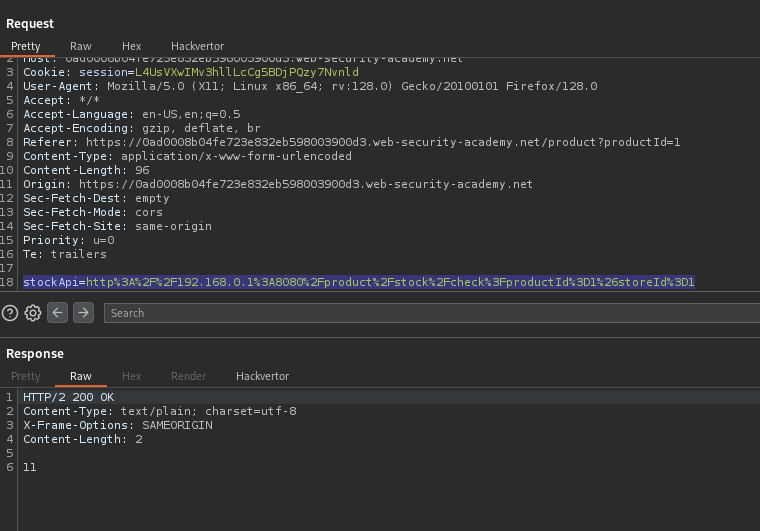 Request
Pretty Raw Hex Hackvertor
2 Host: 0ad0008b04fe723e832eb598003900d3.web-security-academy.net
3 Cookie: session=L4UsVXwIMv3hllLcCg5BDjPQzy7Nvnld
4 User-Agent: Mozilla/5.0 (X11; Linux x86_64; rv:128.0) Gecko/20100101 Firefox/128.0
5 Accept: */*
6 Accept-Language: en-US,en;q=0.5
7 Accept-Encoding: gzip, deflate, br
8 Referer: https://0ad0008b04fe723e832eb598003900d3.web-security-academy.net/product?productId=1
9 Content-Type: application/x-www-form-urlencoded
10 Content-Length: 96
11 Origin: https://0ad0008b04fe723e832eb598003900d3.web-security-academy.net
12 Sec-Fetch-Dest: empty
13 Sec-Fetch-Mode: cors
14 Sec-Fetch-Site: same-origin
15 Priority: u=0
16 Te: trailers
17
18 stockApi=http%3A%2F%2F192.168.0.1%3A8080%2Fproduct%2Fstock%2Fcheck%3FproductId%3D1%26storeId%3D1
Search
Response
Pretty Raw Hex Render Hackvertor
1 HTTP/2 200 OK
2 Content-Type: text/plain; charset=utf-8
3 X-Frame-Options: SAMEORIGIN
4 Content-Length: 2
5
6 11